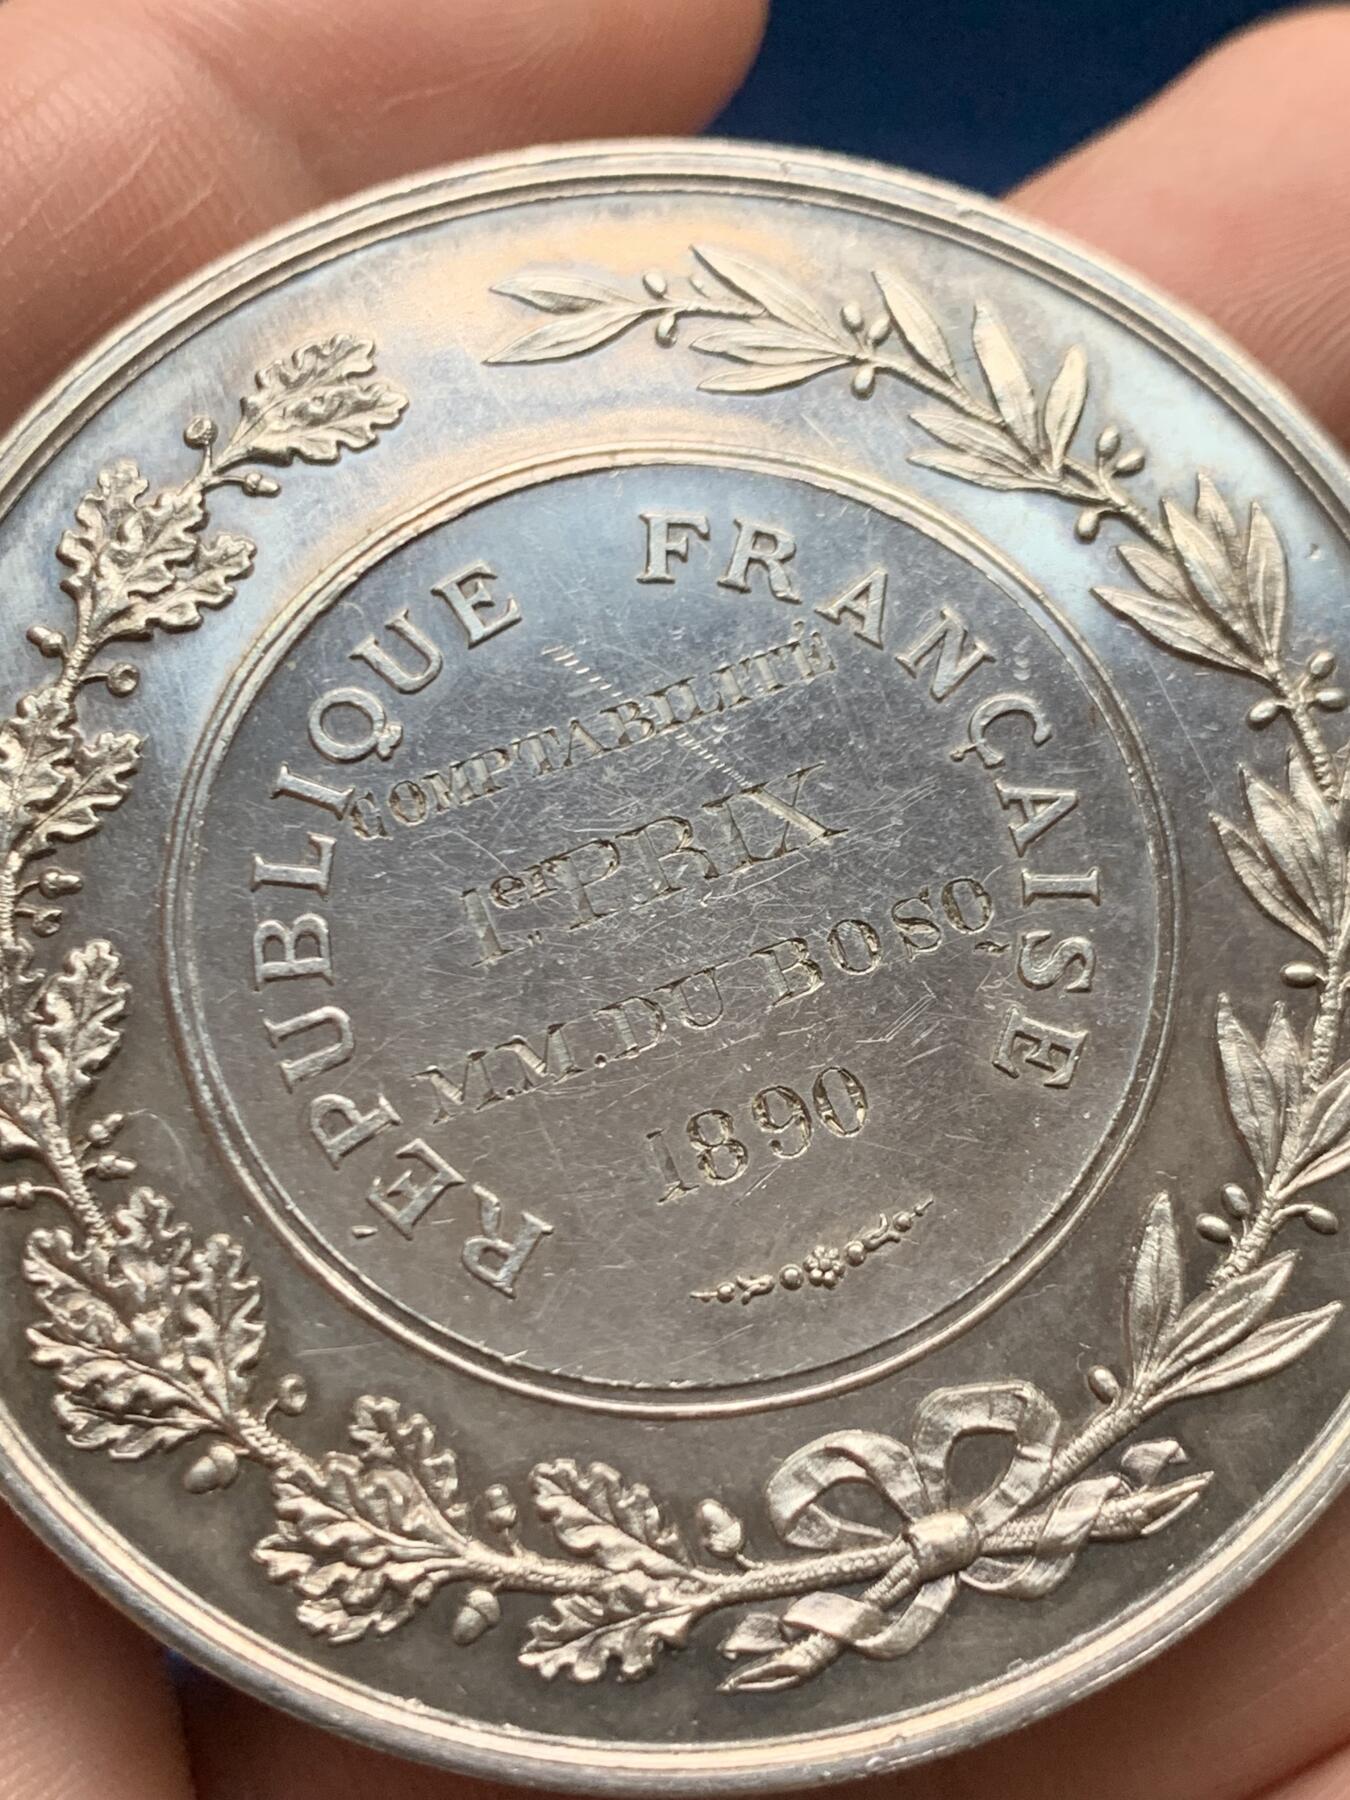 RÉPUBLIQUE FRANÇAISE
COMPTABILITÉ
1er. PRIX
M.M. DU BOSQ
1890